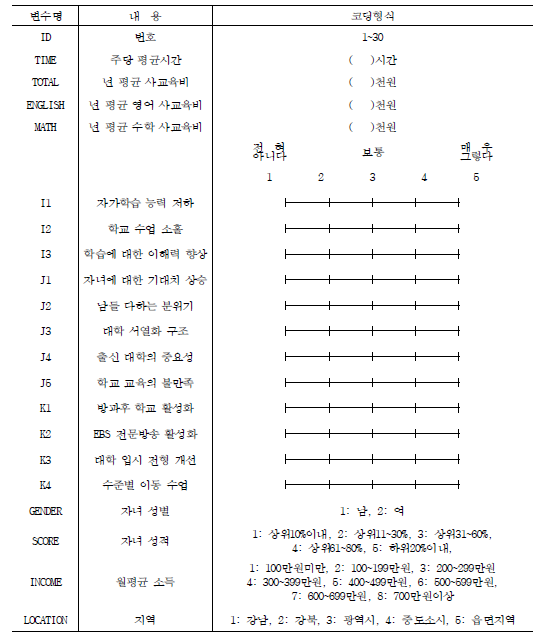 변수명 내 용 코딩형식
ID 번호 1~30
TIME 주당 평균시간 ( )시간
TOTAL 년 평균 사교육비 ( )천원
ENGLISH 년 평균 영어 사교육비 ( )천원
MATH 년 평균 수학 사교육비 ( )천원
전 혀 보통 매 우
아니다 그렇다
1 2 3 4 5
I1 자가학습 능력 저하
I2 학교 수업 소홀
I3 학습에 대한 이해력 향상
J1 자녀에 대한 기대치 상승
J2 남들 다하는 분위기
J3 대학 서열화 구조
J4 출신 대학의 중요성
J5 학교 교육의 불만족
K1 방과후 학교 활성화
K2 EBS 전문방송 활성화
K3 대학 입시 전형 개선
K4 수준별 이동 수업
GENDER 자녀 성별 1: 남, 2: 여
SCORE 자녀 성적 1: 상위10%이내, 2: 상위11~30%, 3: 상위31~60%,
4: 상위61~80%, 5: 하위20%이내,
INCOME 월평균 소득 1: 100만원미만, 2: 100~199만원, 3: 200~299만원
4: 300~399만원, 5: 400~499만원, 6: 500~599만원,
7: 600~699만원, 8: 700만원이상
LOCATION 지역 1: 강남, 2: 강북, 3: 광역시, 4: 중도소시, 5: 읍면지역